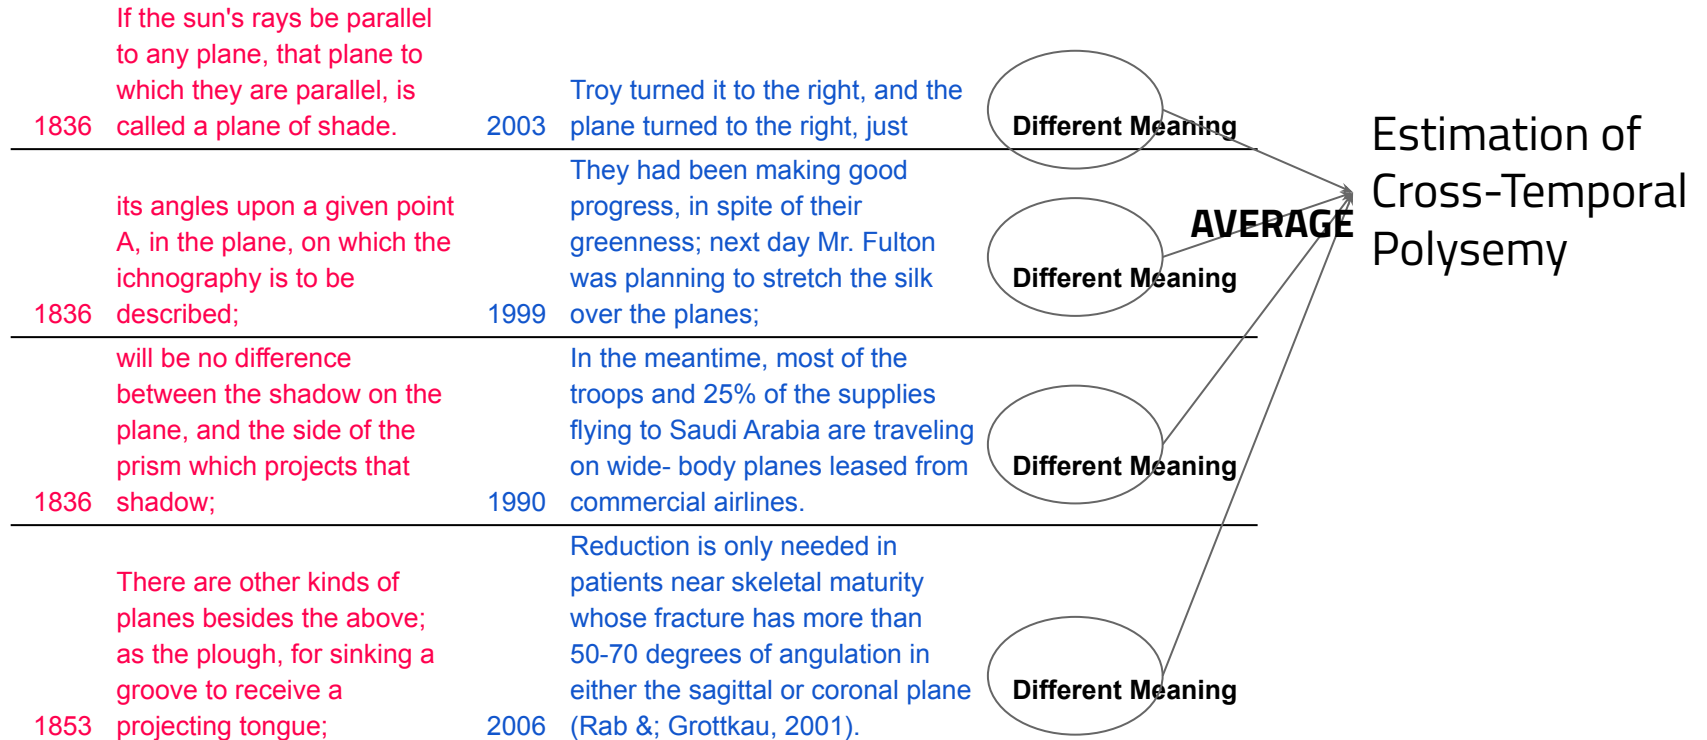 If the sun's rays be parallel
to any plane, that plane to
which they are parallel, is
1836 called a plane of shade.
2003
Troy turned it to the right, and the
plane turned to the right, just
Different Meaning
its angles upon a given point
A, in the plane, on which the
ichnography is to be
1836 described;
They had been making good
progress, in spite of their
greenness; next day Mr. Fulton
was planning to stretch the silk
1999 over the planes;
Different Meaning
will be no difference
between the shadow on the
plane, and the side of the
prism which projects that
1836 shadow;
In the meantime, most of the
troops and 25% of the supplies
flying to Saudi Arabia are traveling
on wide- body planes leased from
1990 commercial airlines.
Different Meaning
There are other kinds of
planes besides the above;
as the plough, for sinking a
groove to receive a
1853 projecting tongue;
Reduction is only needed in
patients near skeletal maturity
whose fracture has more than
50-70 degrees of angulation in
either the sagittal or coronal plane
2006 (Rab &; Grottkau, 2001).
Different Meaning
AVERAGE
Estimation of
Cross-Temporal
Polysemy